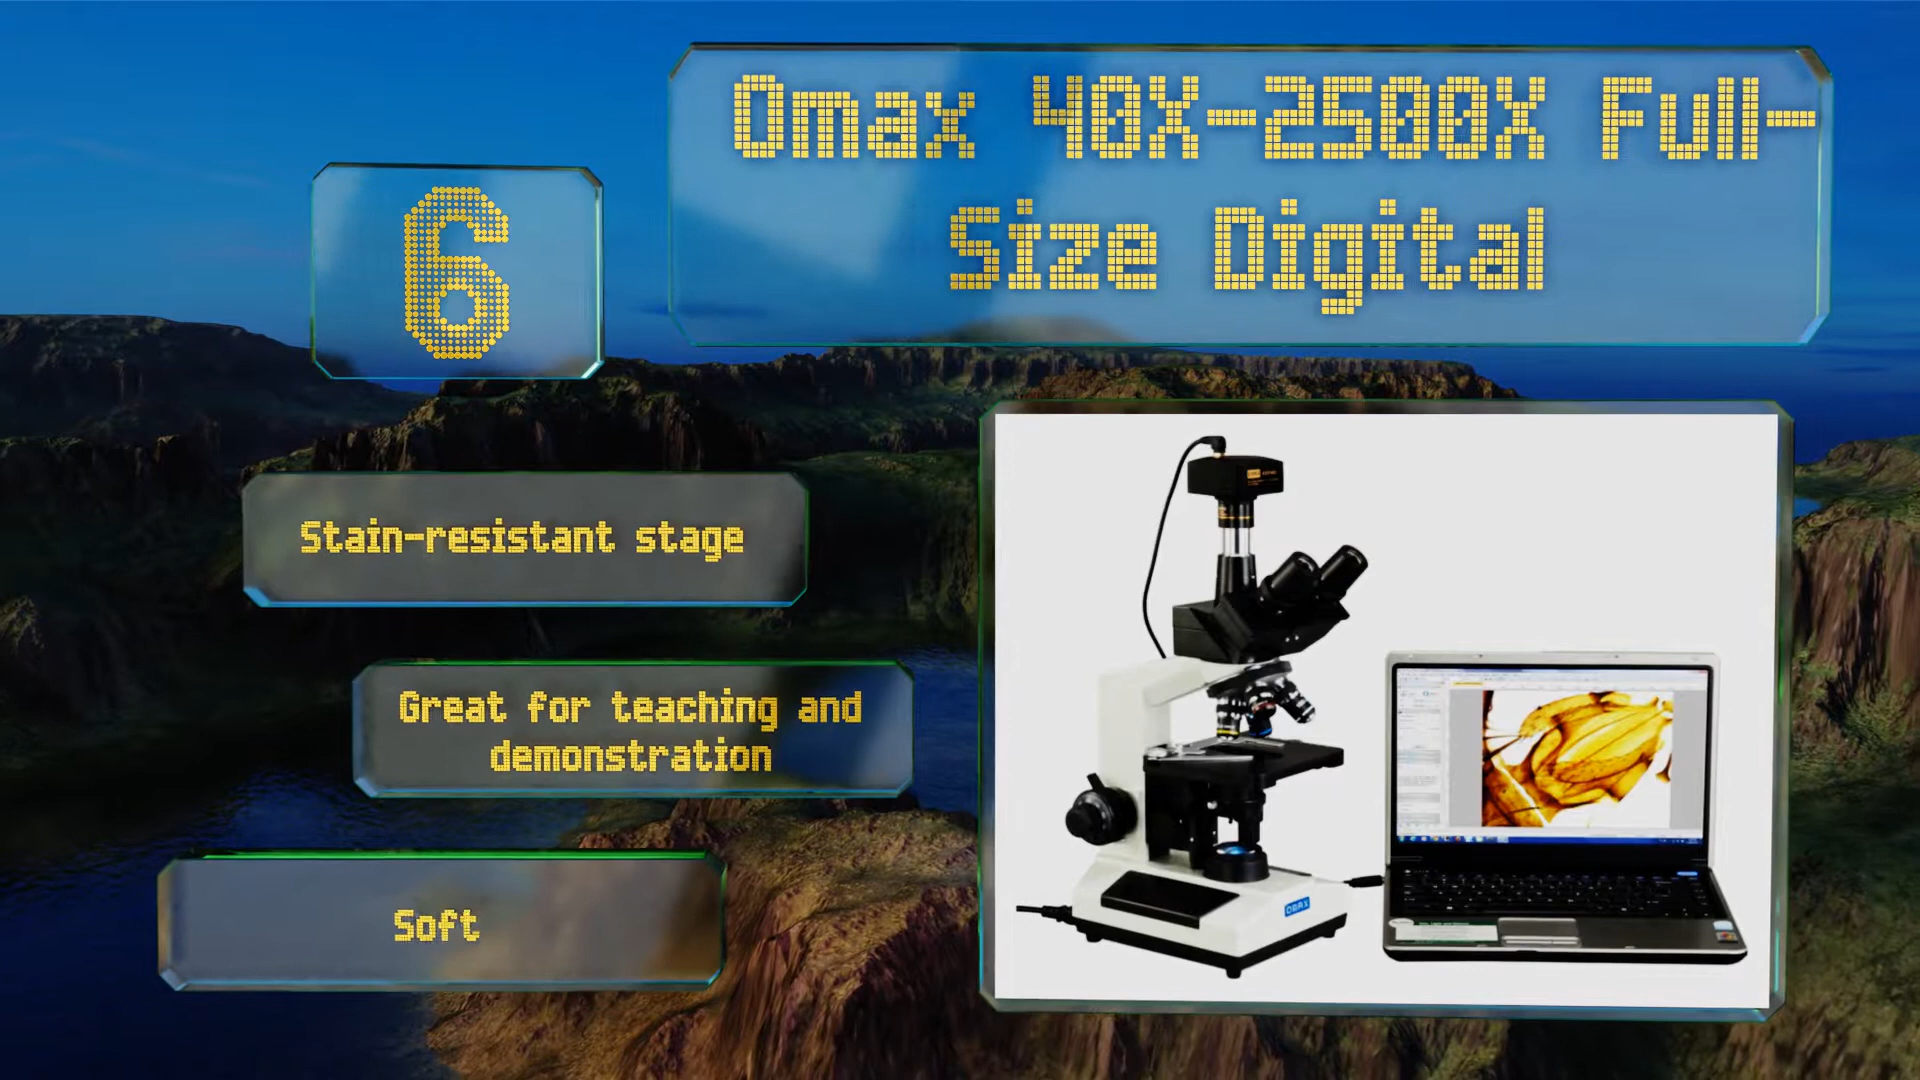 6
Omax 40X-2500X Full-
Size Digital
Stain-resistant stage
Great for teaching and
demonstration
Soft
OMAX